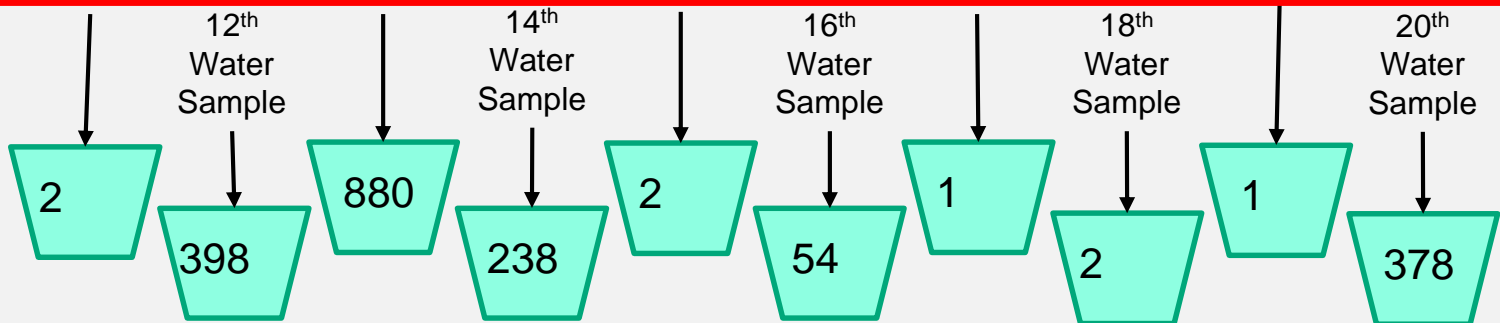 12th
Water
Sample
14th
Water
Sample
16th
Water
Sample
18th
Water
Sample
20th
Water
Sample
2
398
880
238
2
54
1
2
1
378